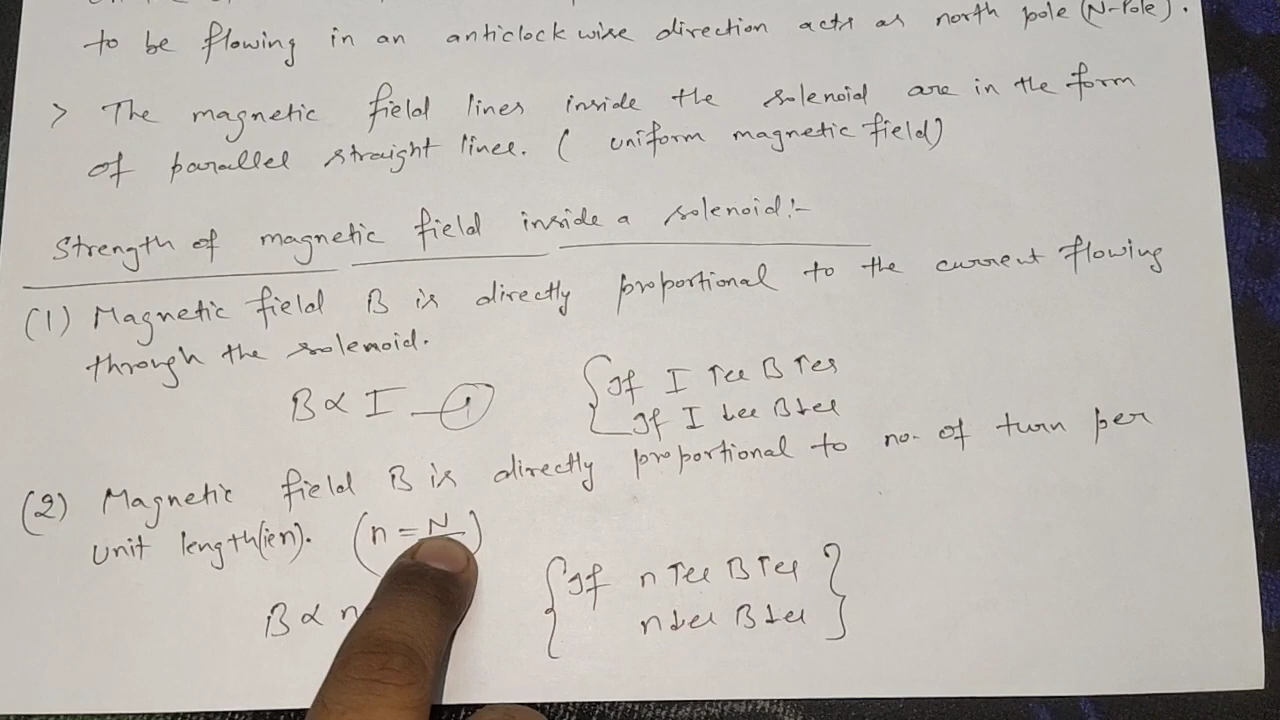 to be flowing in an anticlockwise direction acts as north pole (N-Pole).
> The magnetic field lines inside the solenoid are in the form
of parallel straight lines. ( uniform magnetic field)
Strength of magnetic field inside a solenoid:-
(1) Magnetic field B is directly proportional to the current flowing
through the solenoid.
B ∝ I —①
{If I ↑es B ↑es
If I ↓es B ↓es
(2) Magnetic field B is directly proportional to no. of turn per
unit length(ie n). (n = N
B ∝ n
{If n ↑es B ↑es }
n ↓es B ↓es